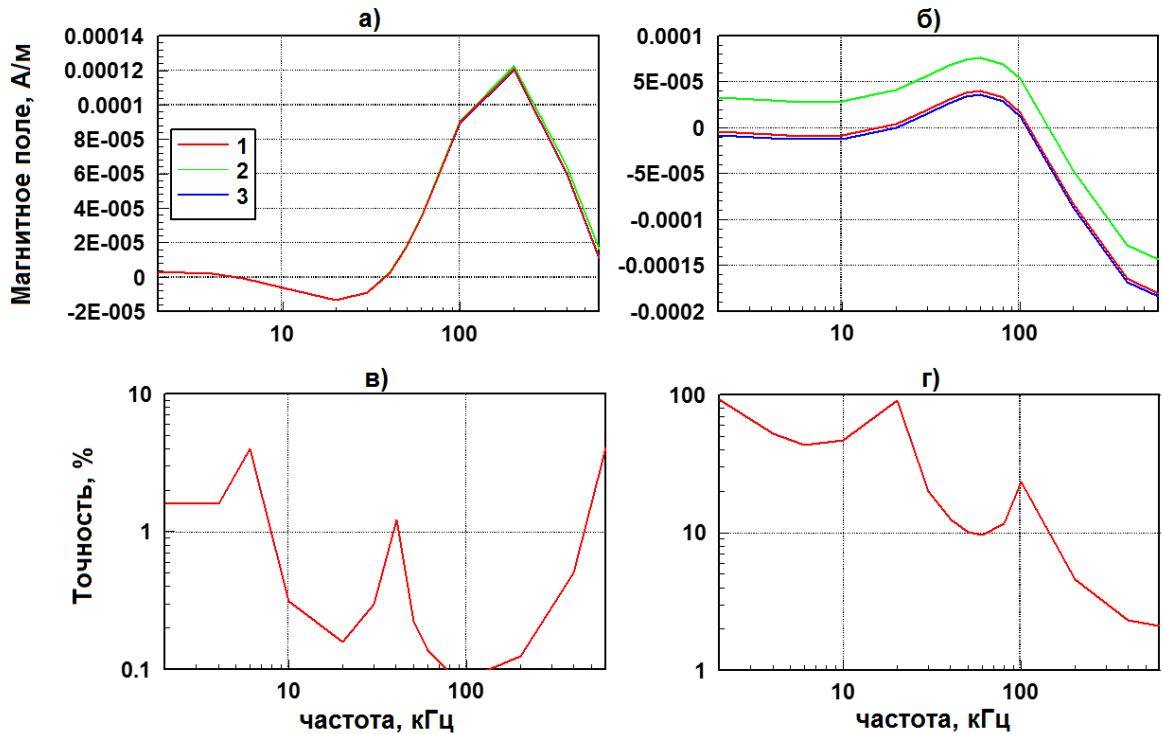 а)
Магнитное поле, А/м
0.00014
0.00012
0.0001
8E-005
6E-005
4E-005
2E-005
0
-2E-005
10
100
1
2
3
б)
0.0001
5E-005
0
-5E-005
-0.0001
-0.00015
-0.0002
10
100
в)
Точность, %
10
1
0.1
10
100
частота, кГц
г)
100
10
1
10
100
частота, кГц